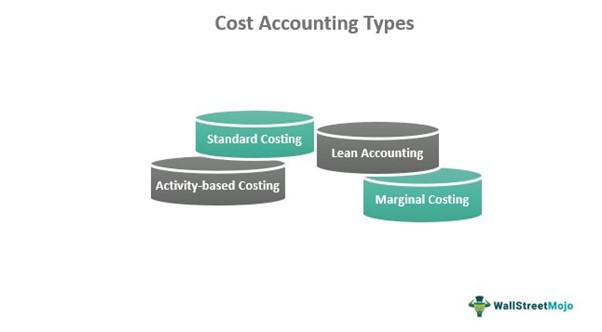 Cost Accounting Types
Standard Costing
Lean Accounting
Activity-based Costing
Marginal Costing
WallStreetMojo